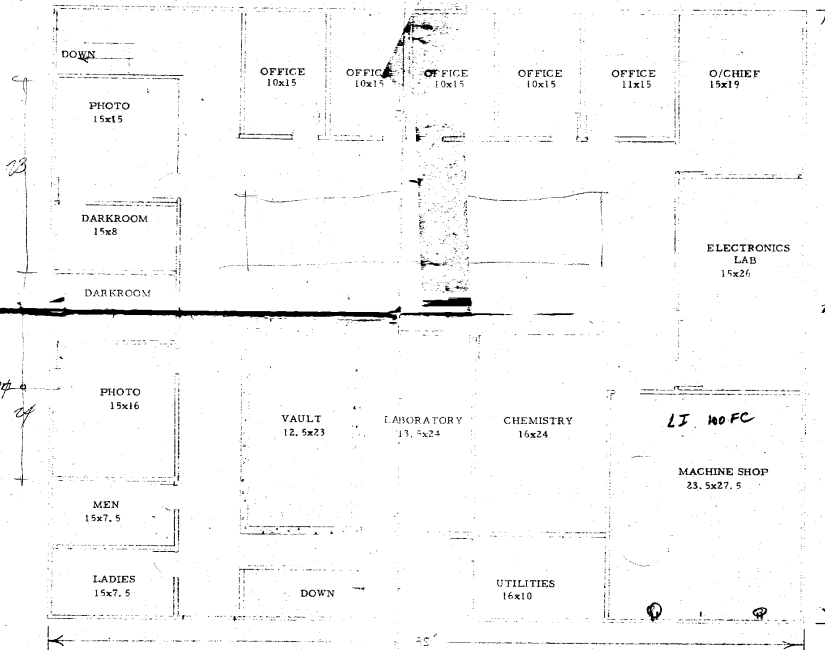 DOWN
OFFICE
10x15
OFFICE
10x15
OFFICE
10x15
OFFICE
10x15
OFFICE
11x15
O/CHIEF
15x19
PHOTO
15x15
23
DARKROOM
15x8
ELECTRONICS
LAB
15x26
DARKROOM
PHOTO
15x16
24
VAULT
12.5x23
LABORATORY
13.5x24
CHEMISTRY
16x24
LI 100 FC
MACHINE SHOP
23.5x27.5
MEN
15x7.5
LADIES
15x7.5
DOWN
UTILITIES
16x10